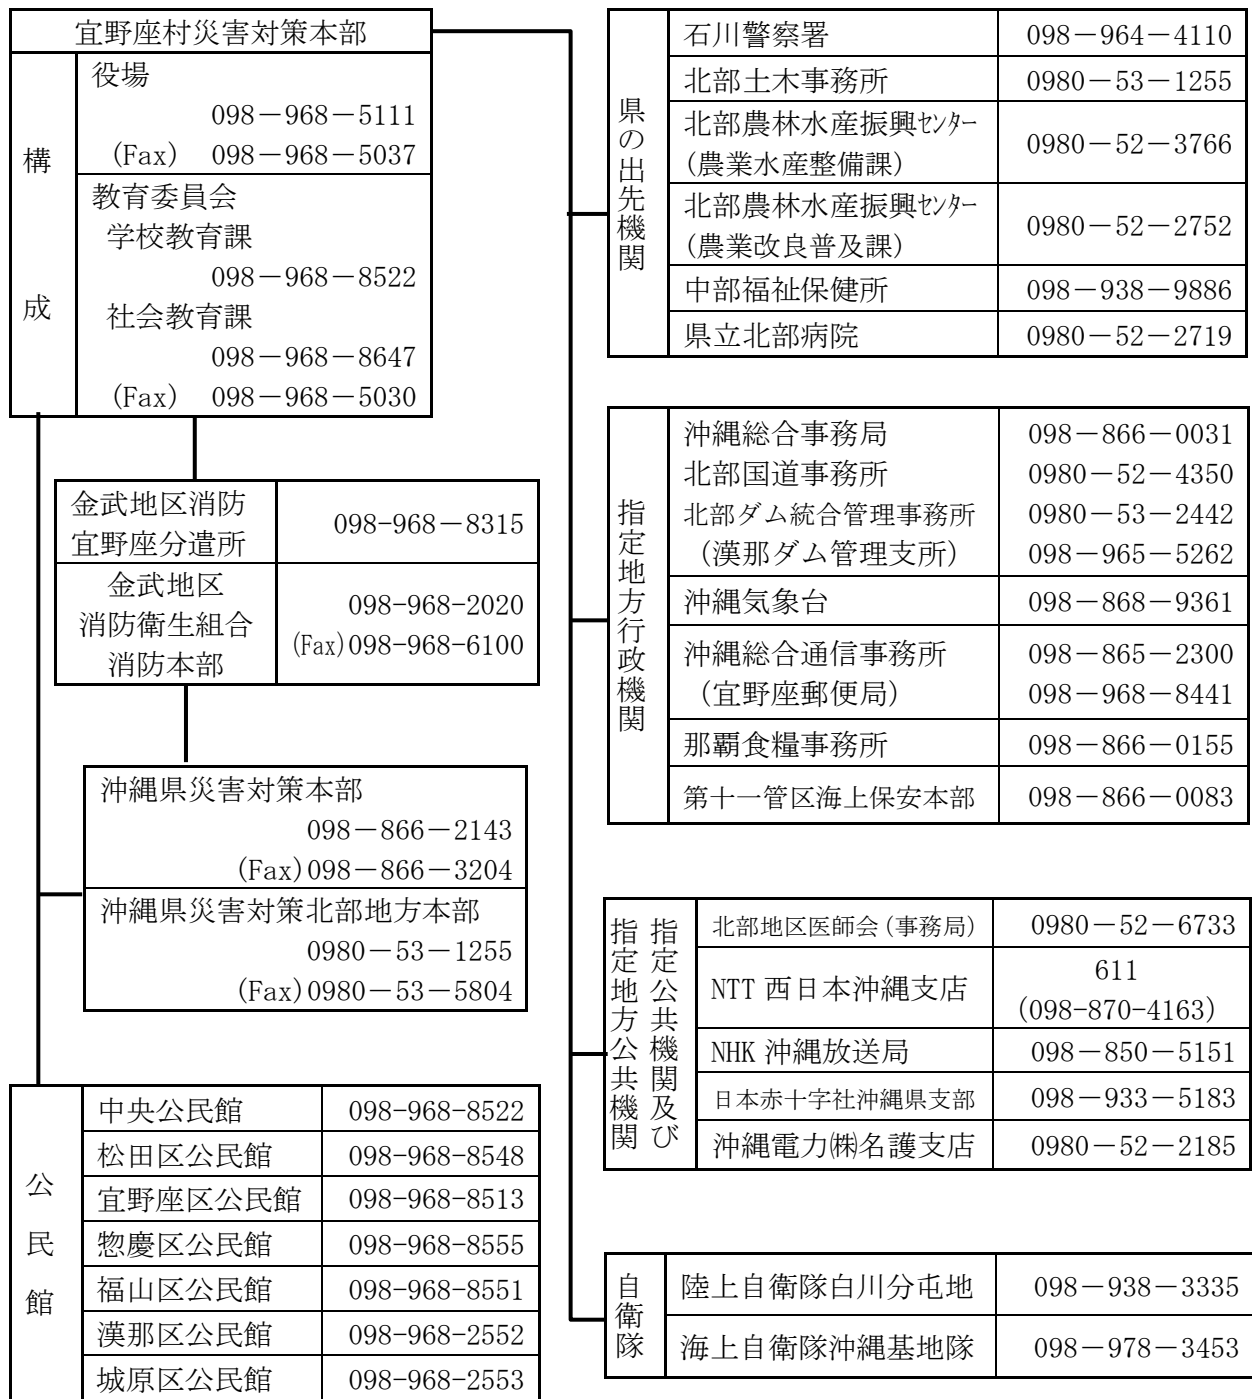 宜野座村災害対策本部
構成
役場
098－968－5111
(Fax) 098－968－5037
教育委員会
学校教育課
098－968－8522
社会教育課
098－968－8647
(Fax) 098－968－5030
金武地区消防
宜野座分遣所
098-968－8315
金武地区
消防衛生組合
消防本部
098-968-2020
(Fax)098-968-6100
沖縄県災害対策本部
098－866－2143
(Fax)098－866－3204
沖縄県災害対策北部地方本部
0980－53－1255
(Fax)0980－53－5804
公民館
中央公民館 098-968-8522
松田区公民館 098-968-8548
宜野座区公民館 098-968-8513
惣慶区公民館 098-968-8555
福山区公民館 098-968-8551
漢那区公民館 098-968-2552
城原区公民館 098-968-2553
県の出先機関
石川警察署 098－964－4110
北部土木事務所 0980－53－1255
北部農林水産振興ｾﾝﾀｰ
(農業水産整備課)
0980－52－3766
北部農林水産振興ｾﾝﾀｰ
(農業改良普及課)
0980－52－2752
中部福祉保健所 098－938－9886
県立北部病院 0980－52－2719
指定地方行政機関
沖縄総合事務局 098－866－0031
北部国道事務所 0980－52－4350
北部ダム統合管理事務所 0980－53－2442
(漢那ダム管理支所) 098－965－5262
沖縄気象台 098－868－9361
沖縄総合通信事務所 098－865－2300
(宜野座郵便局) 098－968－8441
那覇食糧事務所 098－866－0155
第十一管区海上保安本部 098－866－0083
指定公共機関及び
指定地方公共機関
北部地区医師会(事務局) 0980－52－6733
NTT 西日本沖縄支店
611
(098-870-4163)
NHK 沖縄放送局 098－850－5151
日本赤十字社沖縄県支部 098－933－5183
沖縄電力㈱名護支店 0980－52－2185
自衛隊
陸上自衛隊白川分屯地 098－938－3335
海上自衛隊沖縄基地隊 098－978－3453